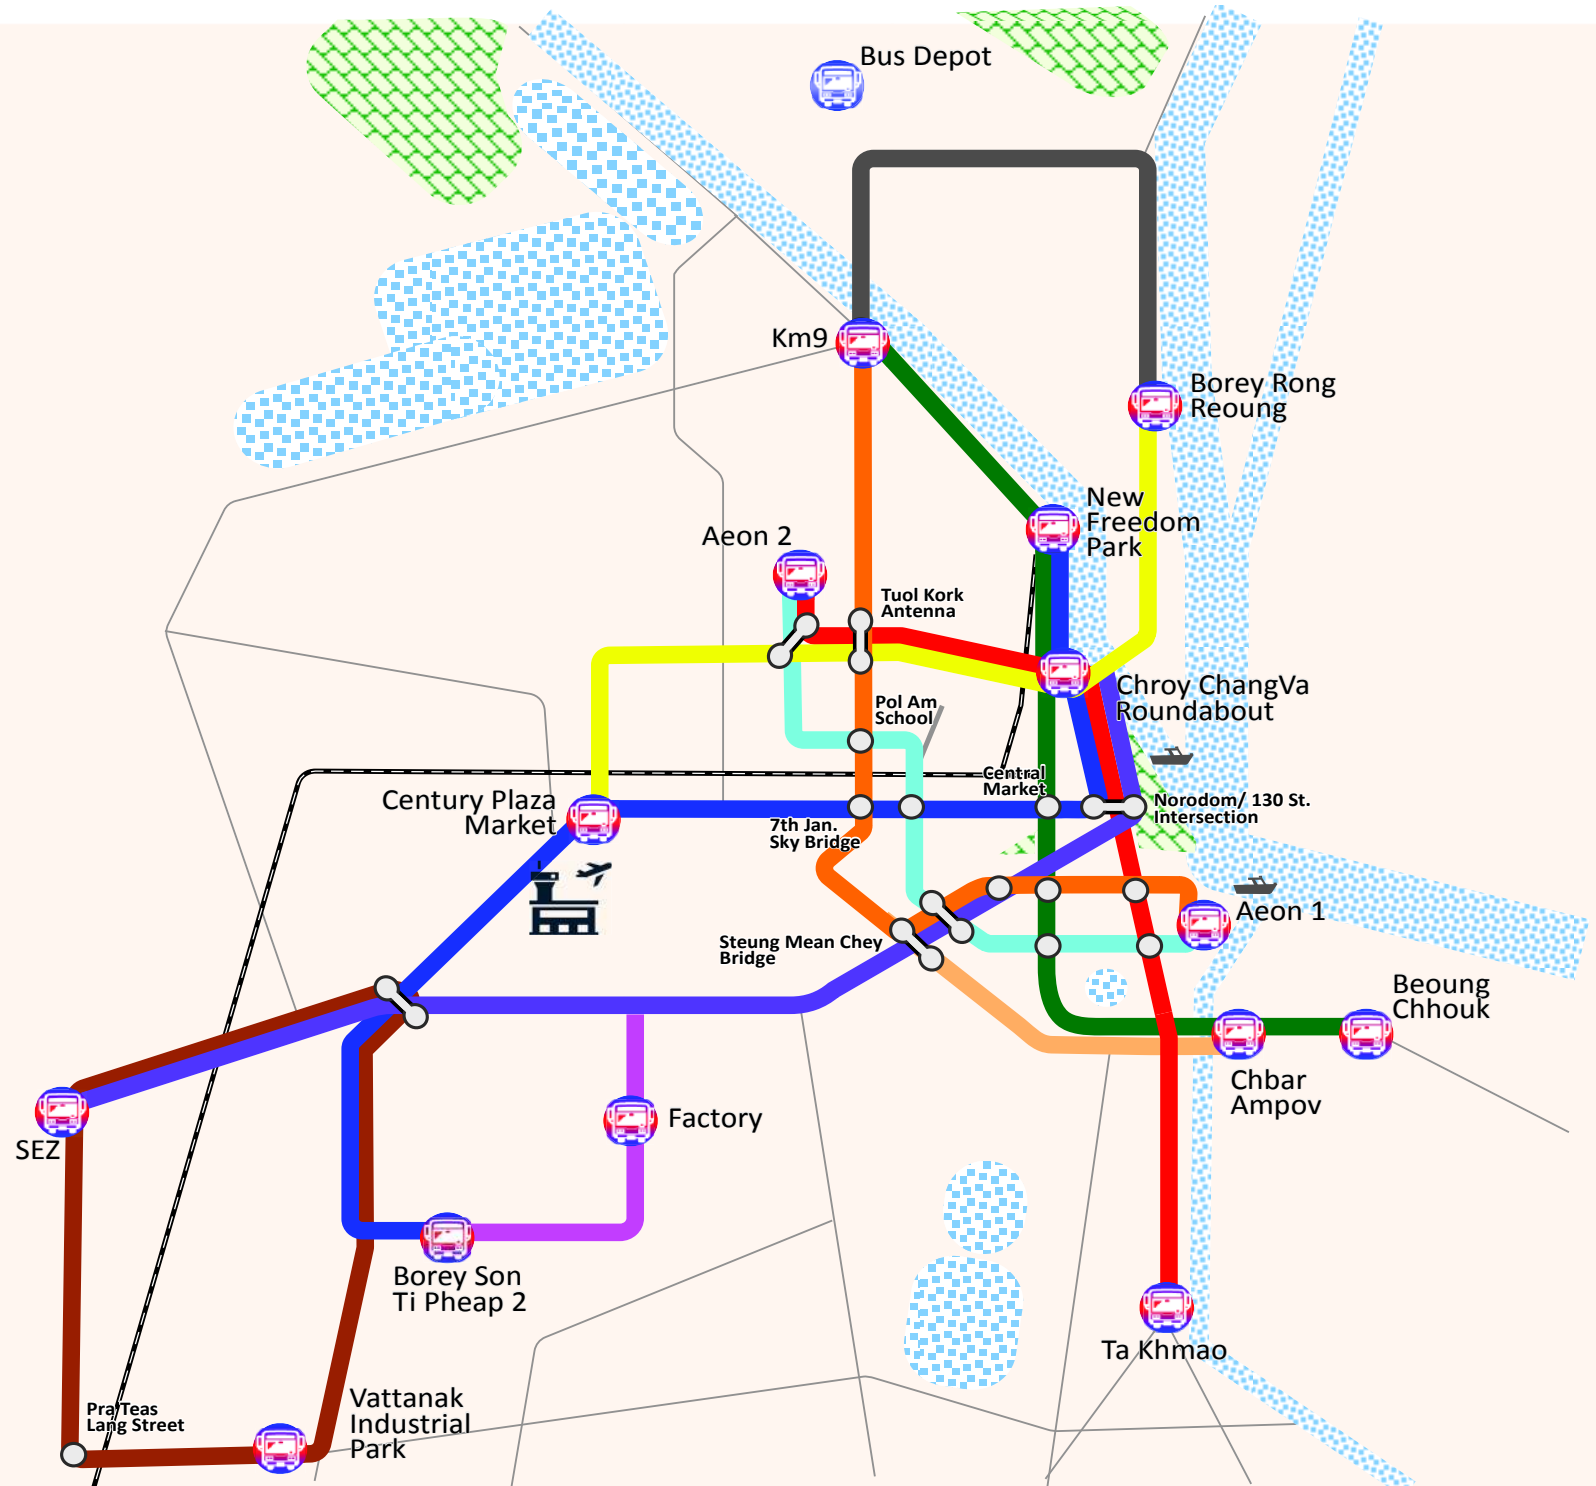 Bus Depot
Km9
Borey Rong
Reoung
New
Freedom
Park
Aeon 2
Tuol Kork
Antenna
Chroy ChangVa
Roundabout
Pol Am
School
Central
Market
Century Plaza
Market
Norodom/ 130 St.
Intersection
7th Jan.
Sky Bridge
Aeon 1
Steung Mean Chey
Bridge
Beoung
Chhouk
Chbar
Ampov
Factory
SEZ
Borey Son
Ti Pheap 2
Ta Khmao
Pra Teas
Lang Street
Vattanak
Industrial
Park